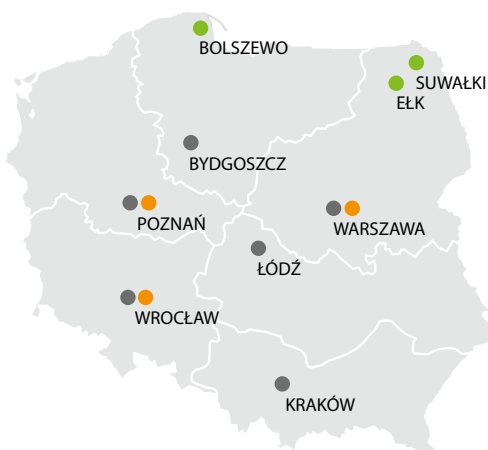 BOLSZEWO
SUWAŁKI
EŁK
BYDGOSZCZ
POZNAŃ
WARSZAWA
ŁÓDŹ
WROCŁAW
KRAKÓW